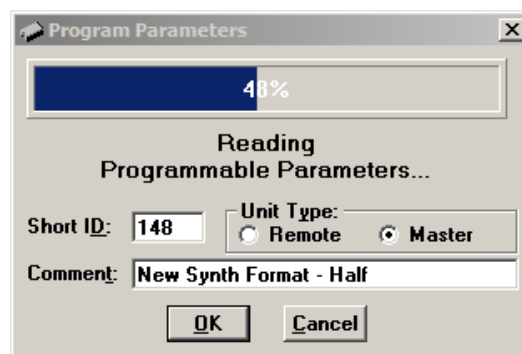 Program Parameters
48%
Reading
Programmable Parameters...
Short ID: 148
Unit Type:
Remote Master
Comment: New Synth Format - Half
OK Cancel